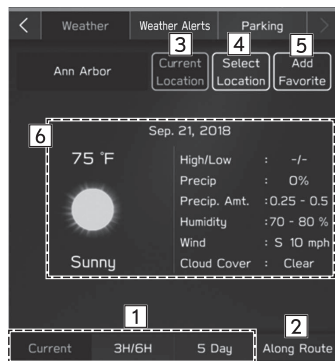 Weather Weather Alerts Parking
3 4 5
Ann Arbor
Current Location
Select Location
Add Favorite
6
Sep. 21, 2018
75 °F
Sunny
High/Low : -/-
Precip : 0%
Precip. Amt. :0.25 - 0.5
Humidity :70 - 80 %
Wind : S 10 mph
Cloud Cover : Clear
1 2
Current 3H/6H 5 Day Along Route